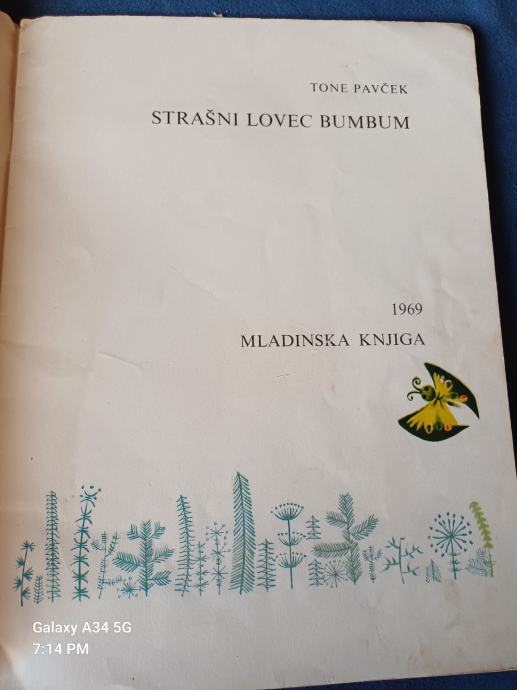 TONE PAVČEK
STRAŠNI LOVEC BUMBUM
1969
MLADINSKA KNJIGA
Galaxy A34 5G
7:14 PM